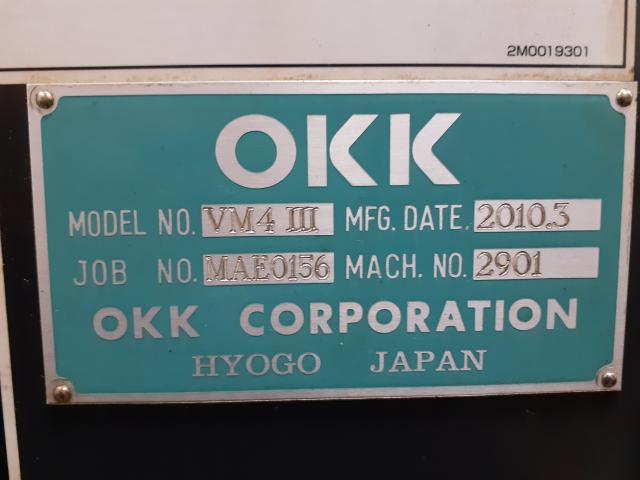 2M0019301
OKK
MODEL NO. VM4 III MFG. DATE. 2010.3
JOB NO. MAE0156 MACH. NO. 2901
OKK CORPORATION
HYOGO JAPAN